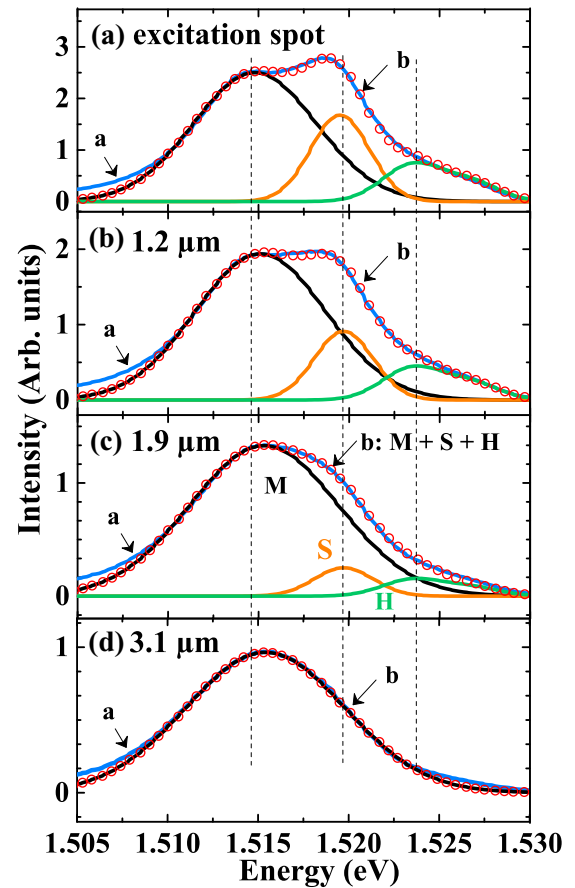 (a) excitation spot
b
a
3
2
1
0
(b) 1.2 µm
b
a
2
1
0
(c) 1.9 µm
b: M + S + H
M
a
S
H
1
0
(d) 3.1 µm
b
a
1
0
Intensity (Arb. units)
1.505 1.510 1.515 1.520 1.525 1.530
Energy (eV)